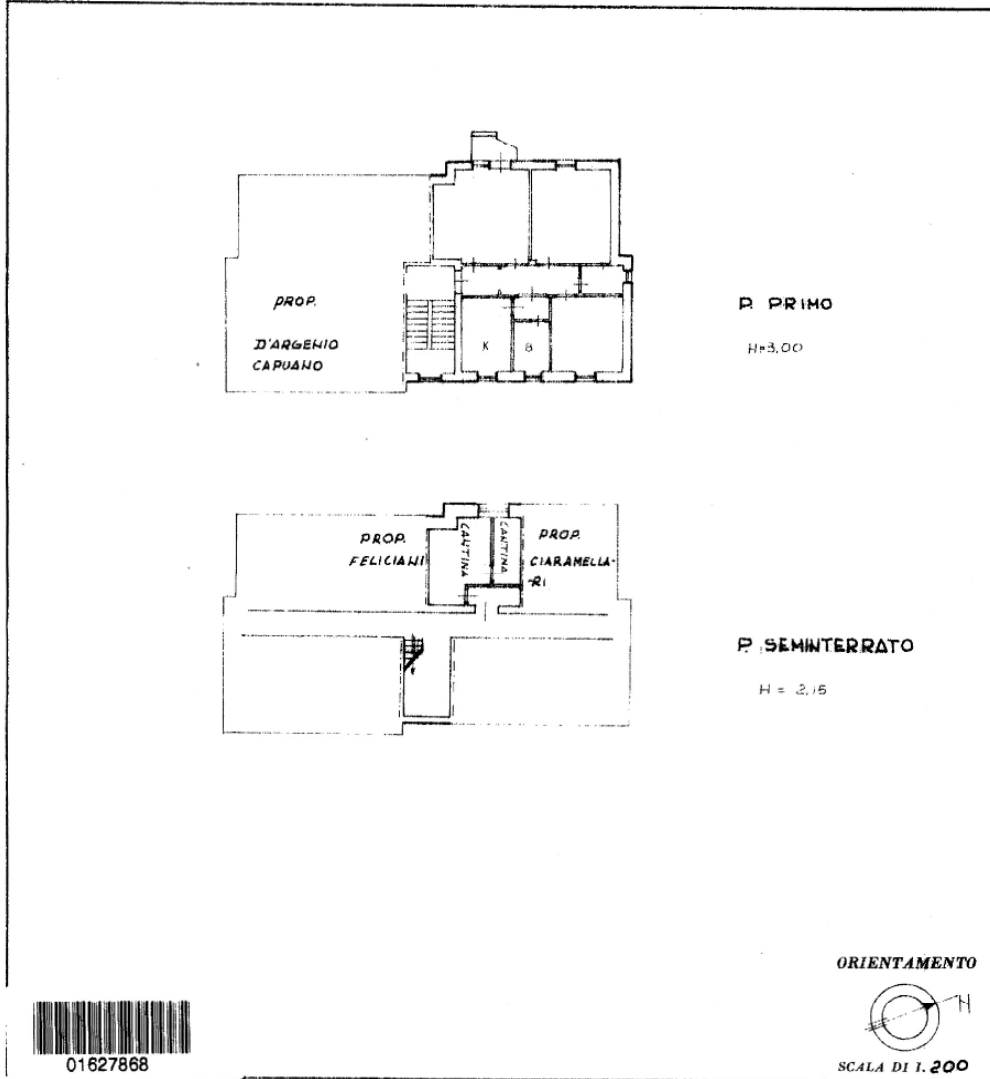 PROP.
D'ARGENIO
CAPUANO
K
B
P. PRIMO
H=3,00
PROP.
FELICIANI
CANTINA
CANTINA
PROP.
CIARAMELLA-
-RI
P. SEMINTERRATO
H = 2,15
ORIENTAMENTO
N
SCALA DI 1. 200
01627868